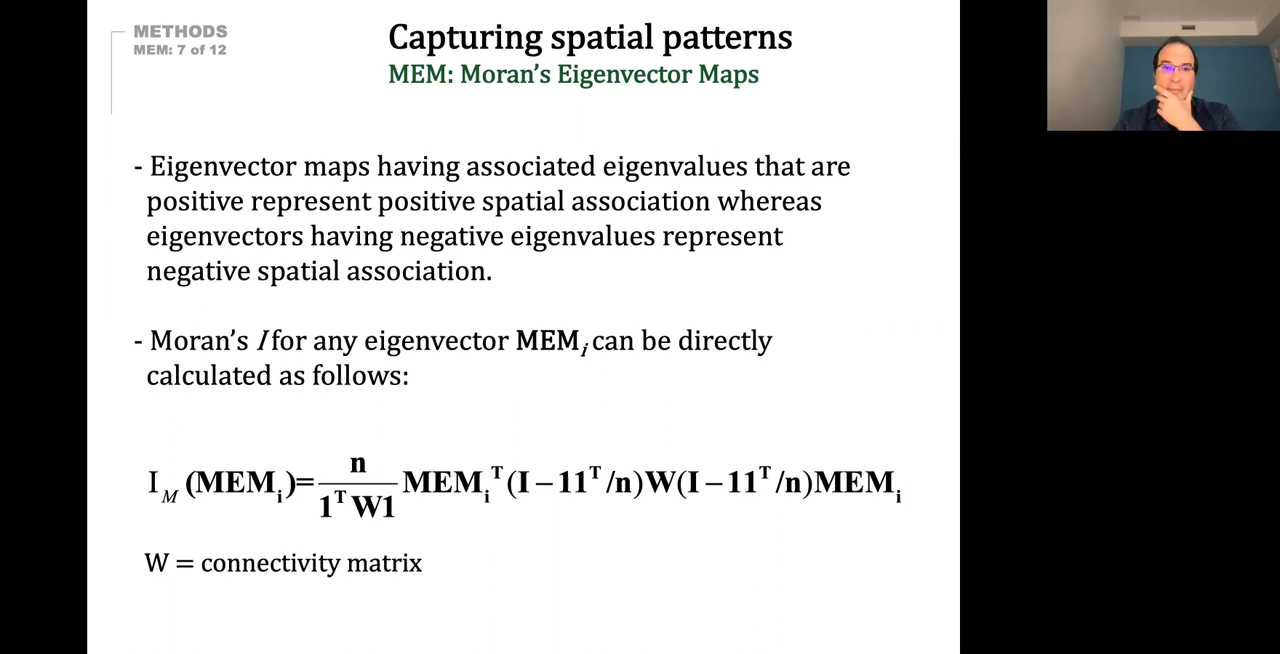 METHODS
MEM: 7 of 12
Capturing spatial patterns
MEM: Moran's Eigenvector Maps
- Eigenvector maps having associated eigenvalues that are
positive represent positive spatial association whereas
eigenvectors having negative eigenvalues represent
negative spatial association.
- Moran's I for any eigenvector MEMᵢ can be directly
calculated as follows:
I_M (MEMᵢ)= n / 1ᵀW1 MEMᵢᵀ(I – 11ᵀ/n)W(I – 11ᵀ/n)MEMᵢ
W = connectivity matrix